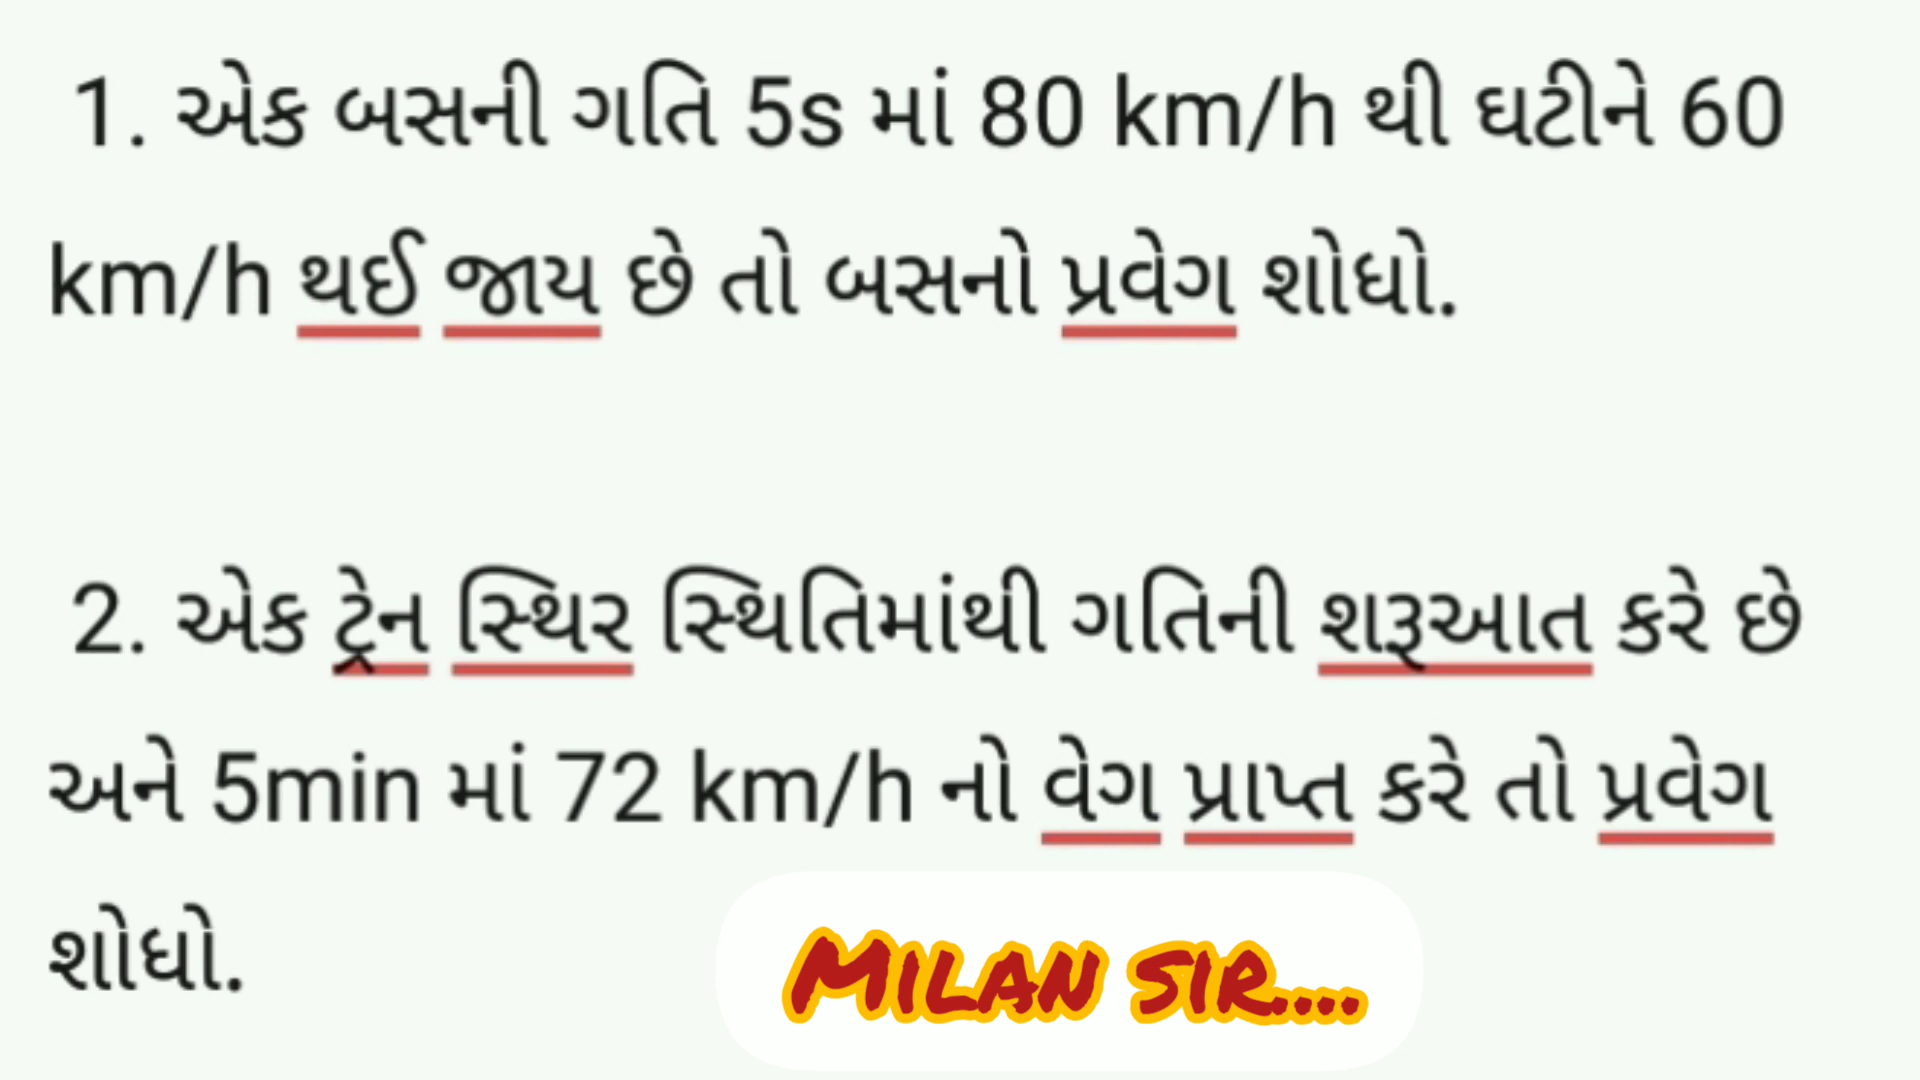 1. એક બસની ગતિ 5s માં 80 km/h થી ઘટીને 60
km/h થઈ જાય છે તો બસનો પ્રવેગ શોધો.
2. એક ટ્રેન સ્થિર સ્થિતિમાંથી ગતિની શરૂઆત કરે છે
અને 5min માં 72 km/h નો વેગ પ્રાપ્ત કરે તો પ્રવેગ
શોધો.
MILAN SIR....